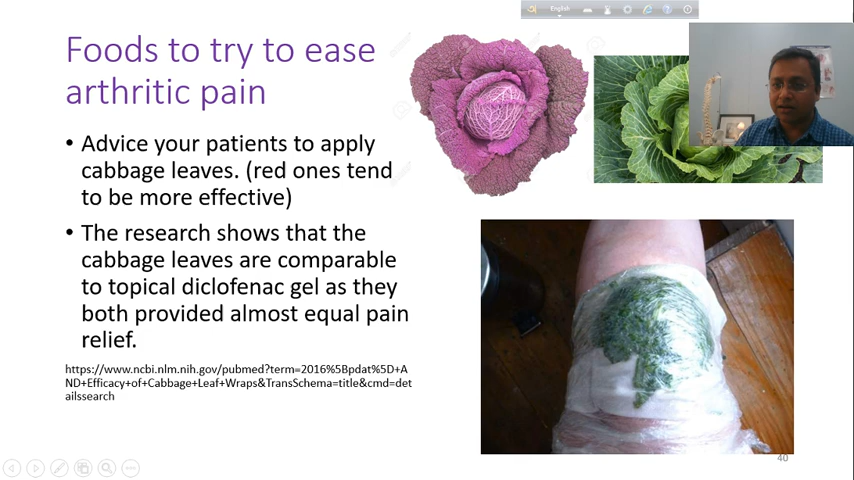 English
Foods to try to ease
arthritic pain
• Advice your patients to apply
cabbage leaves. (red ones tend
to be more effective)
• The research shows that the
cabbage leaves are comparable
to topical diclofenac gel as they
both provided almost equal pain
relief.
https://www.ncbi.nlm.nih.gov/pubmed?term=2016%5Bpdat%5D+A
ND+Efficacy+of+Cabbage+Leaf+Wraps&TransSchema=title&cmd=det
ailssearch
40